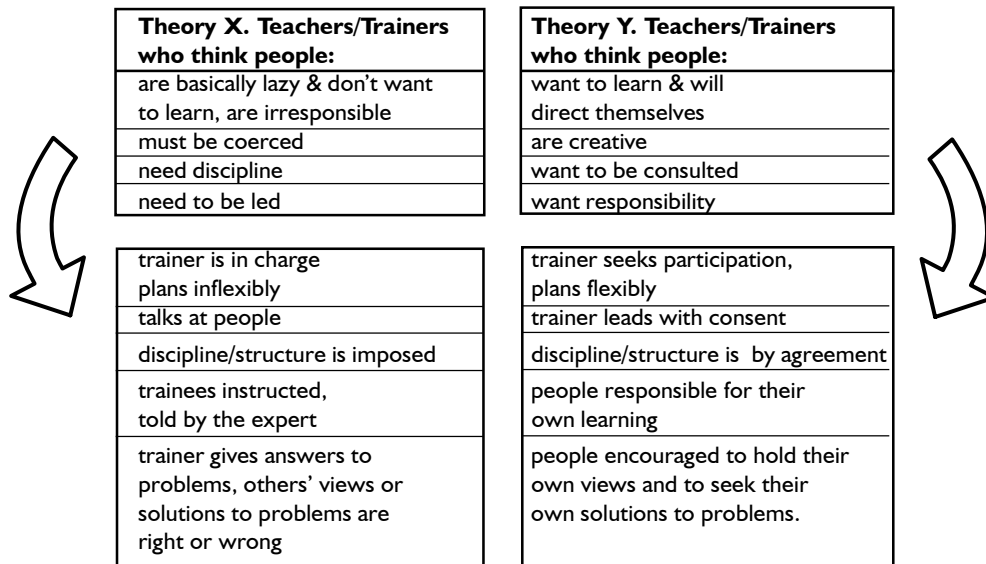 Theory X. Teachers/Trainers
who think people:
are basically lazy & don’t want
to learn, are irresponsible
must be coerced
need discipline
need to be led
trainer is in charge
plans inflexibly
talks at people
discipline/structure is imposed
trainees instructed,
told by the expert
trainer gives answers to
problems, others’ views or
solutions to problems are
right or wrong
Theory Y. Teachers/Trainers
who think people:
want to learn & will
direct themselves
are creative
want to be consulted
want responsibility
trainer seeks participation,
plans flexibly
trainer leads with consent
discipline/structure is  by agreement
people responsible for their
own learning
people encouraged to hold their
own views and to seek their
own solutions to problems.